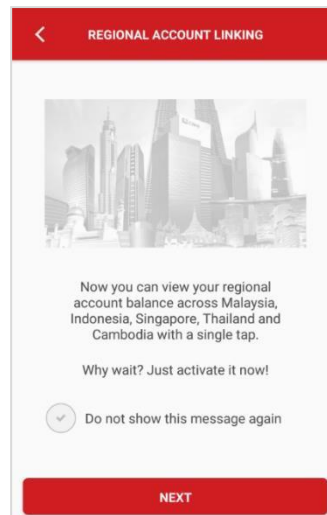 REGIONAL ACCOUNT LINKING
Now you can view your regional
account balance across Malaysia,
Indonesia, Singapore, Thailand and
Cambodia with a single tap.
Why wait? Just activate it now!
Do not show this message again
NEXT